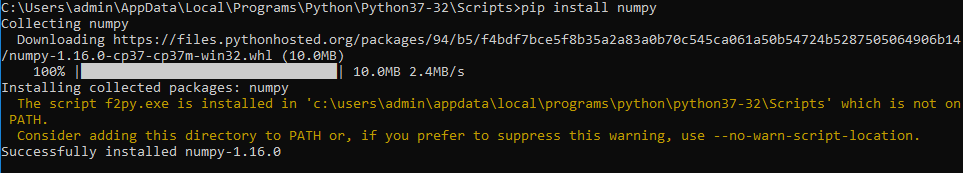 C:\Users\admin\AppData\Local\Programs\Python\Python37-32\Scripts>pip install numpy
Collecting numpy
  Downloading https://files.pythonhosted.org/packages/94/b5/f4bdf7bce5f8b35a2a83a0b70c545ca061a50b54724b5287505064906b14
/numpy-1.16.0-cp37-cp37m-win32.whl (10.0MB)
    100% |████████████████████████████████| 10.0MB 2.4MB/s
Installing collected packages: numpy
  The script f2py.exe is installed in 'c:\users\admin\appdata\local\programs\python\python37-32\Scripts' which is not on
PATH.
  Consider adding this directory to PATH or, if you prefer to suppress this warning, use --no-warn-script-location.
Successfully installed numpy-1.16.0